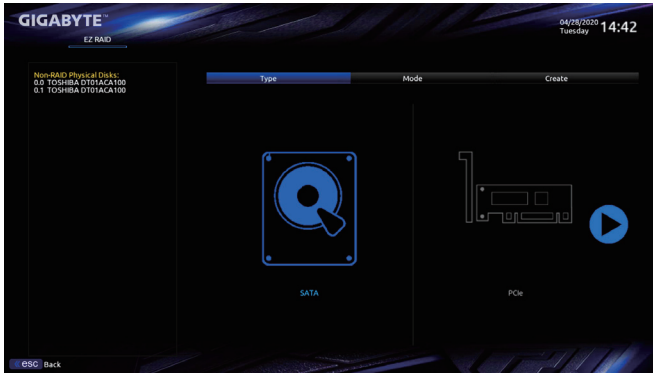 GIGABYTE™
EZ RAID
04/28/2020
Tuesday
14:42
Non-RAID Physical Disks:
0.0 TOSHIBA DT01ACA100
0.1 TOSHIBA DT01ACA100
Type Mode Create
SATA PCIe
esc Back